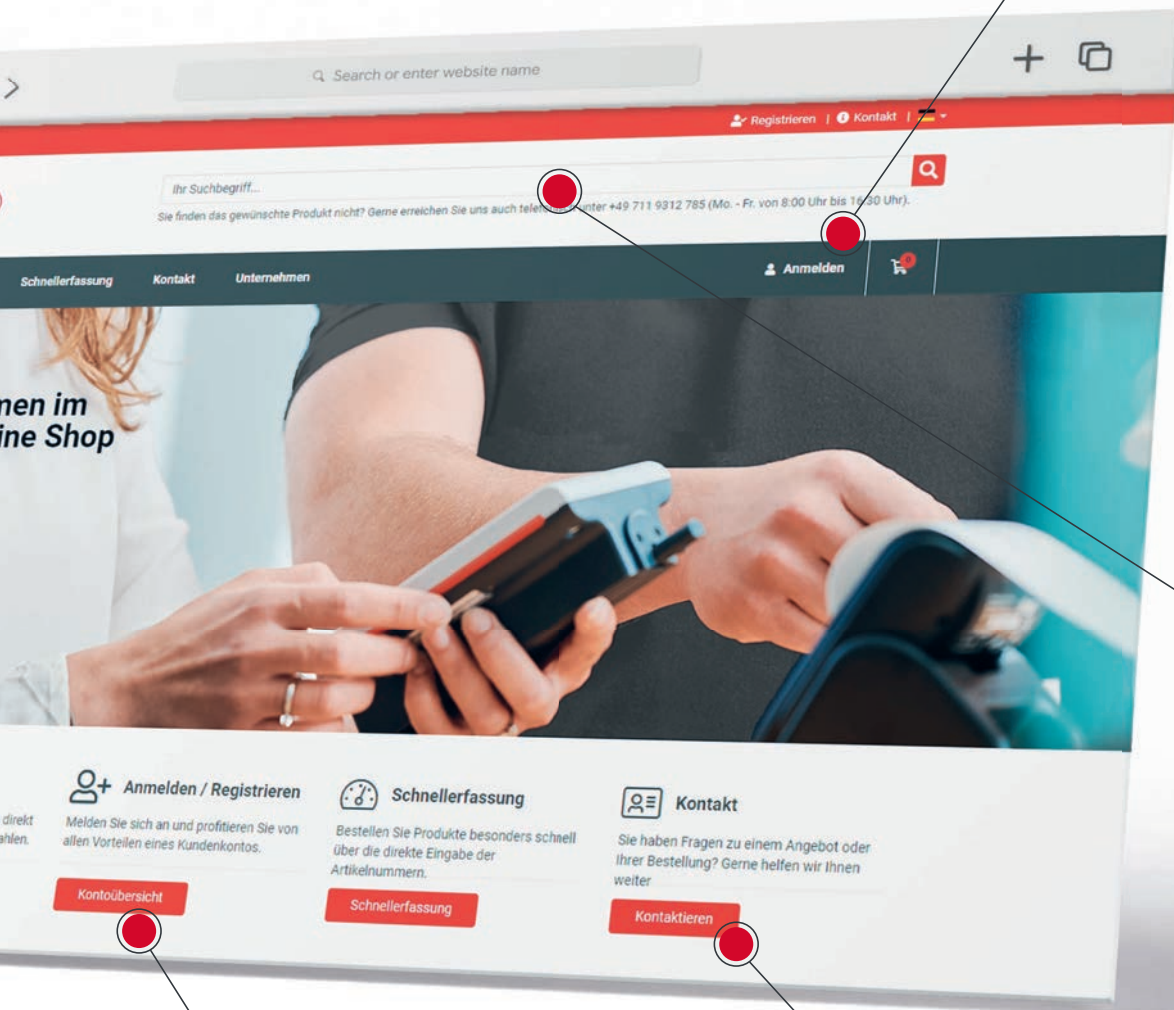 Search or enter website name
Registrieren | Kontakt |
Ihr Suchbegriff...
Sie finden das gewünschte Produkt nicht? Gerne erreichen Sie uns auch unter +49 711 9312 785 (Mo. - Fr. von 8:00 Uhr bis 16:30 Uhr).
Schnellerfassung Kontakt Unternehmen Anmelden 0
men im
ine Shop
Anmelden / Registrieren
direkt Melden Sie sich an und profitieren Sie von
ahlen. allen Vorteilen eines Kundenkontos.
Kontoübersicht
Schnellerfassung
Bestellen Sie Produkte besonders schnell
über die direkte Eingabe der
Artikelnummern.
Schnellerfassung
Kontakt
Sie haben Fragen zu einem Angebot oder
Ihrer Bestellung? Gerne helfen wir Ihnen
weiter
Kontaktieren